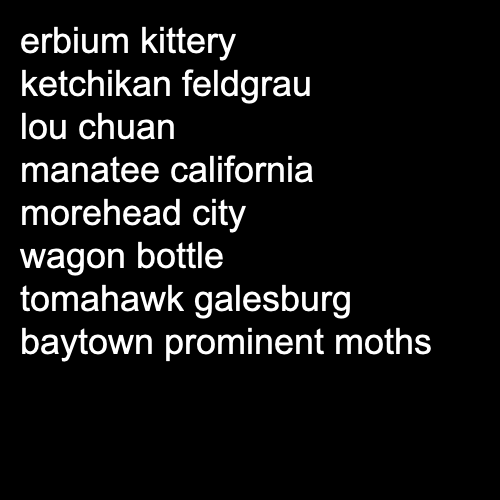 erbium kittery
ketchikan feldgrau
lou chuan
manatee california
morehead city
wagon bottle
tomahawk galesburg
baytown prominent moths